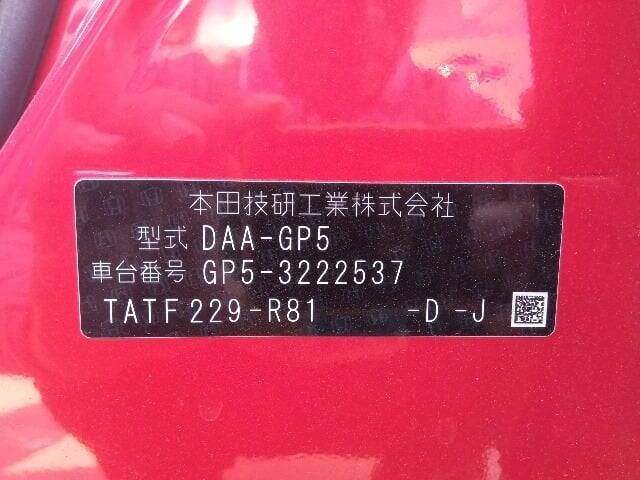 本田技研工業株式会社
型式 DAA-GP5
車台番号 GP5-3222537
TATF229-R81 -D -J